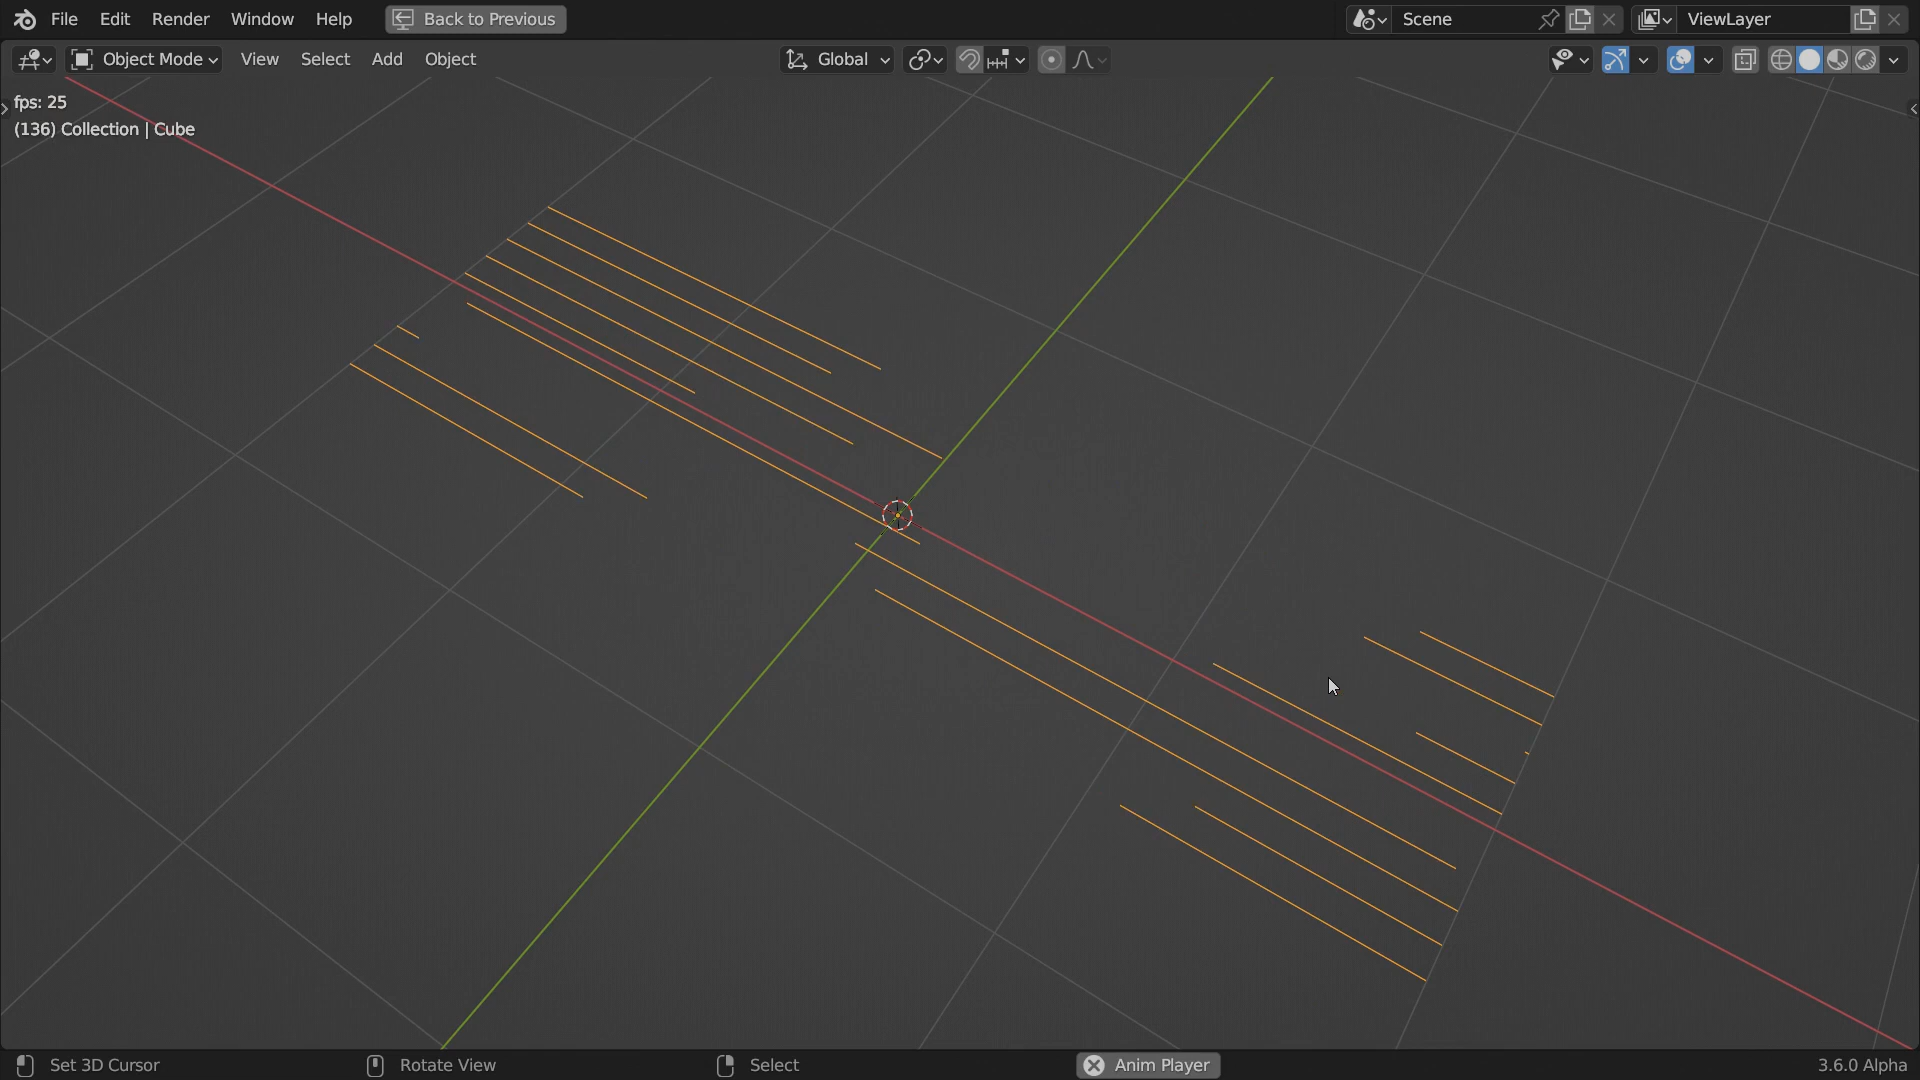 File Edit Render Window Help Back to Previous Scene ViewLayer
Object Mode View Select Add Object Global
fps: 25
(136) Collection | Cube
Set 3D Cursor Rotate View Select Anim Player 3.6.0 Alpha